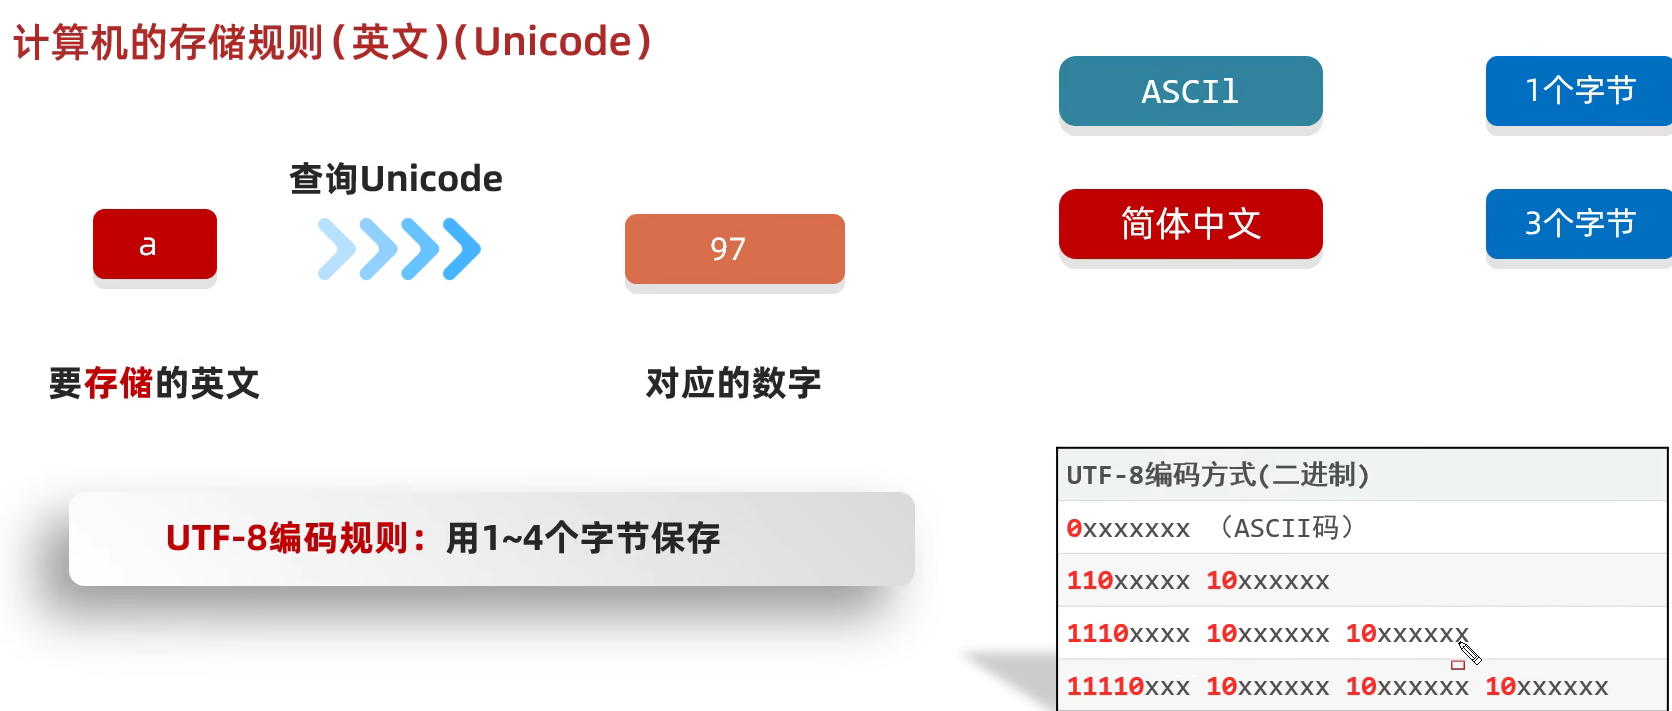 计算机的存储规则(英文)(Unicode)
ASCIl
1个字节
查询Unicode
简体中文
3个字节
a
97
要存储的英文
对应的数字
UTF-8编码规则：用1~4个字节保存
UTF-8编码方式(二进制)
0xxxxxxx （ASCII码）
110xxxxx 10xxxxxx
1110xxxx 10xxxxxx 10xxxxxx
11110xxx 10xxxxxx 10xxxxxx 10xxxxxx